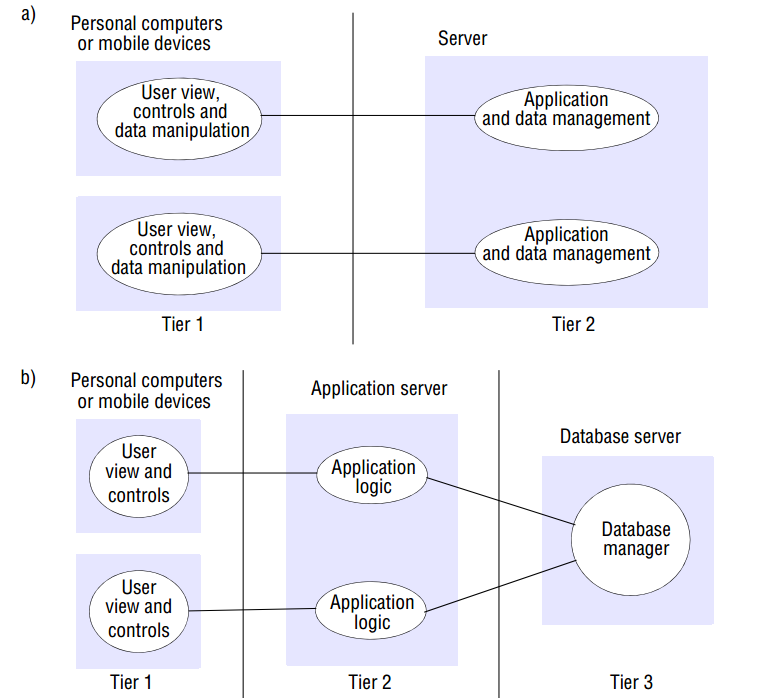 a)
Personal computers
or mobile devices
Server
User view,
controls and
data manipulation
Application
and data management
User view,
controls and
data manipulation
Application
and data management
Tier 1
Tier 2
b)
Personal computers
or mobile devices
Application server
Database server
User
view and
controls
Application
logic
Database
manager
User
view and
controls
Application
logic
Tier 1
Tier 2
Tier 3